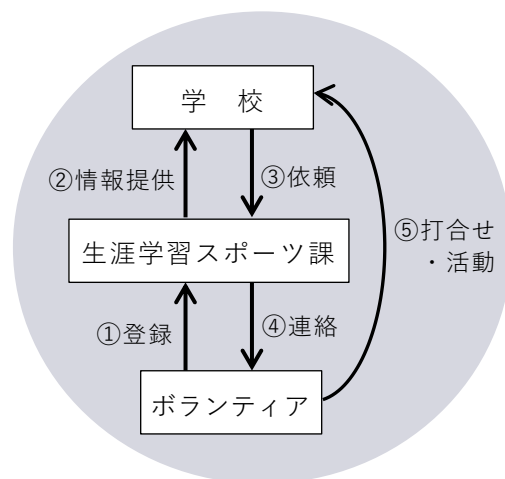 学 校
②情報提供
③依頼
生涯学習スポーツ課
⑤打合せ
・活動
①登録
④連絡
ボランティア